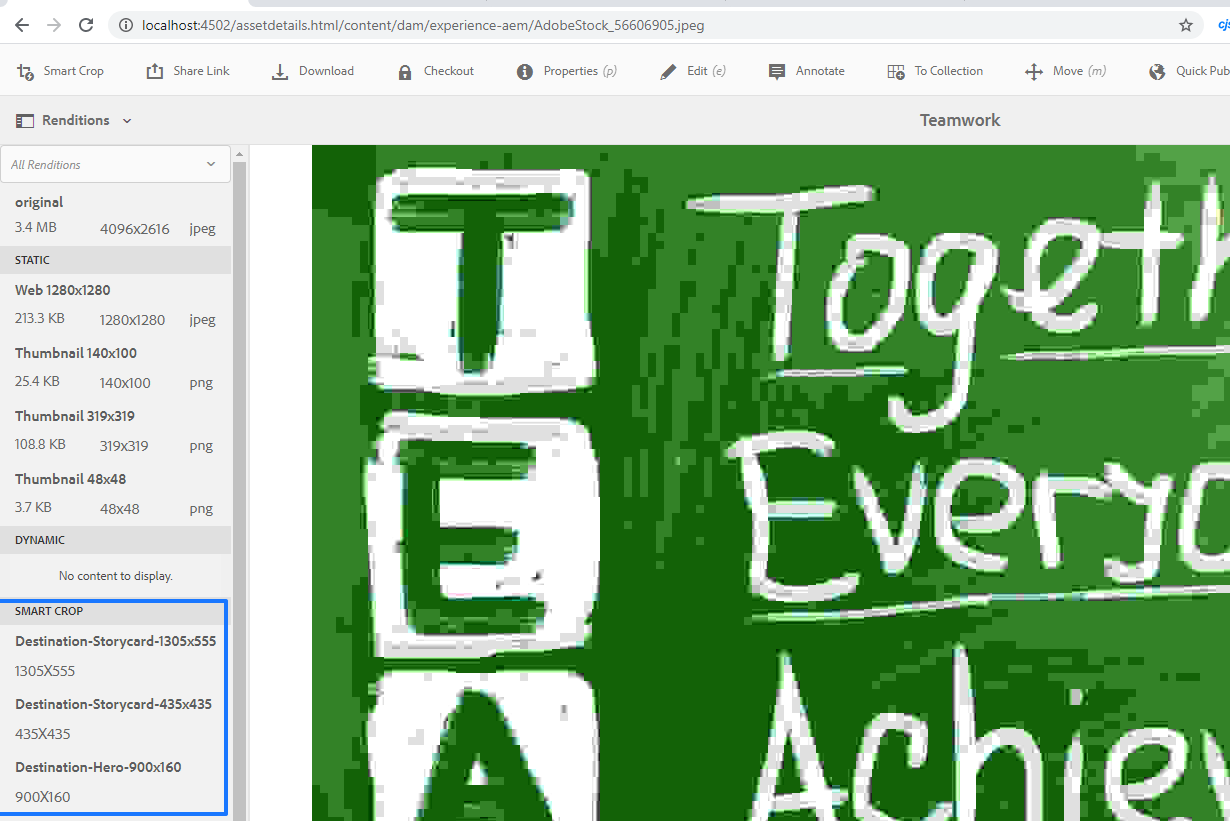 localhost:4502/assetdetails.html/content/dam/experience-aem/AdobeStock_56606905.jpeg
Smart Crop Share Link Download Checkout Properties (p) Edit (e) Annotate To Collection Move (m) Quick Pub
Renditions Teamwork
All Renditions
original
3.4 MB 4096x2616 jpeg
STATIC
Web 1280x1280
213.3 KB 1280x1280 jpeg
Thumbnail 140x100
25.4 KB 140x100 png
Thumbnail 319x319
108.8 KB 319x319 png
Thumbnail 48x48
3.7 KB 48x48 png
DYNAMIC
No content to display.
SMART CROP
Destination-Storycard-1305x555
1305X555
Destination-Storycard-435x435
435X435
Destination-Hero-900x160
900X160
T Togeth
E Everyo
A Achiev